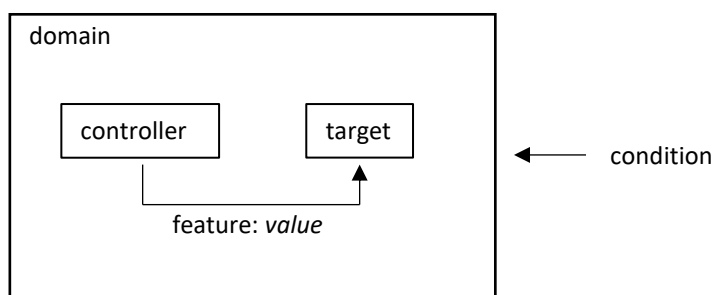 domain
controller
target
condition
feature: value